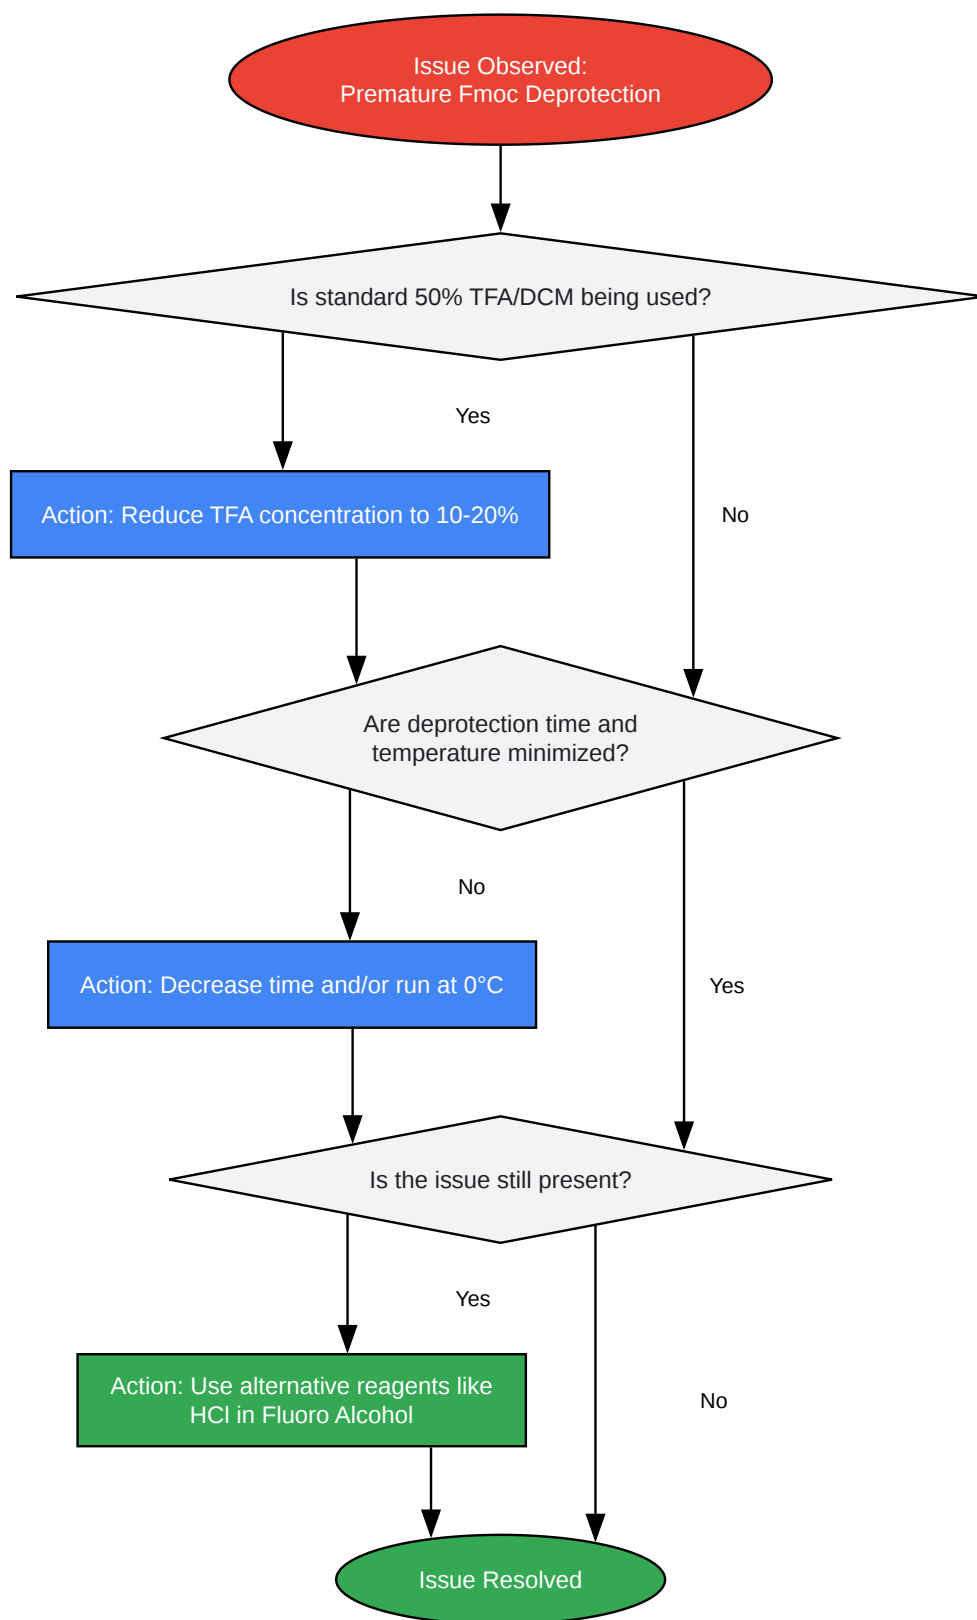 Issue Observed:
Premature Fmoc Deprotection
Is standard 50% TFA/DCM being used?
Yes
Action: Reduce TFA concentration to 10-20%
No
Are deprotection time and
temperature minimized?
No
Action: Decrease time and/or run at 0°C
Yes
Is the issue still present?
Yes
Action: Use alternative reagents like
HCl in Fluoro Alcohol
No
Issue Resolved